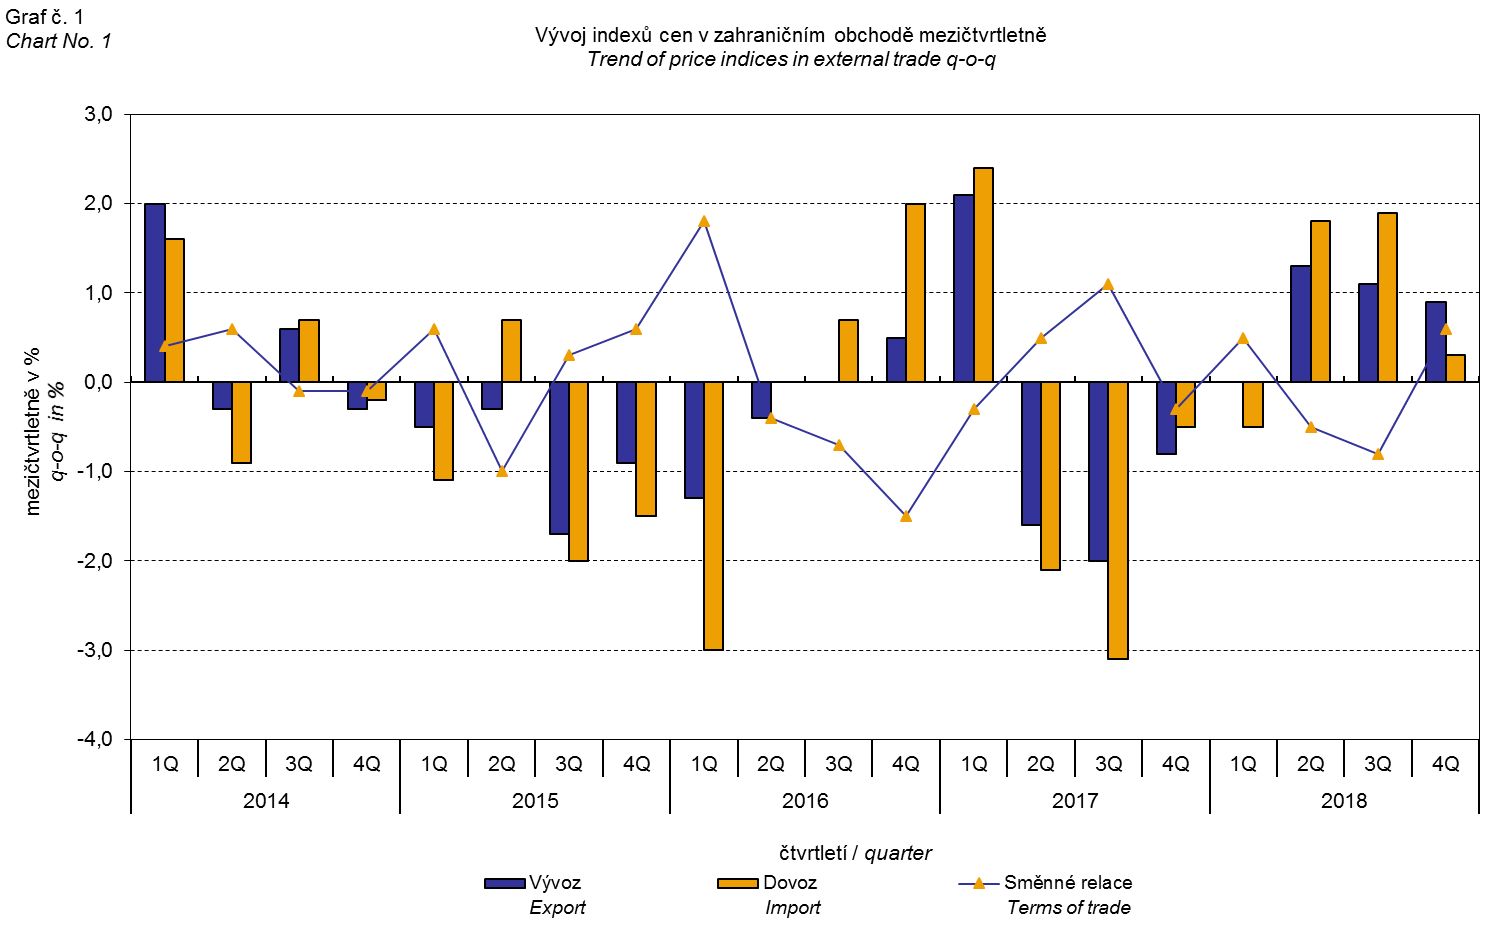 Graf č. 1
Chart No. 1
Vývoj indexů cen v zahraničním obchodě mezičtvrtletně
Trend of price indices in external trade q-o-q
mezičtvrtletně v %
q-o-q in %
3,0
2,0
1,0
0,0
-1,0
-2,0
-3,0
-4,0
1Q 2Q 3Q 4Q 1Q 2Q 3Q 4Q 1Q 2Q 3Q 4Q 1Q 2Q 3Q 4Q 1Q 2Q 3Q 4Q
2014 2015 2016 2017 2018
čtvrtletí / quarter
Vývoz Dovoz Směnné relace
Export Import Terms of trade